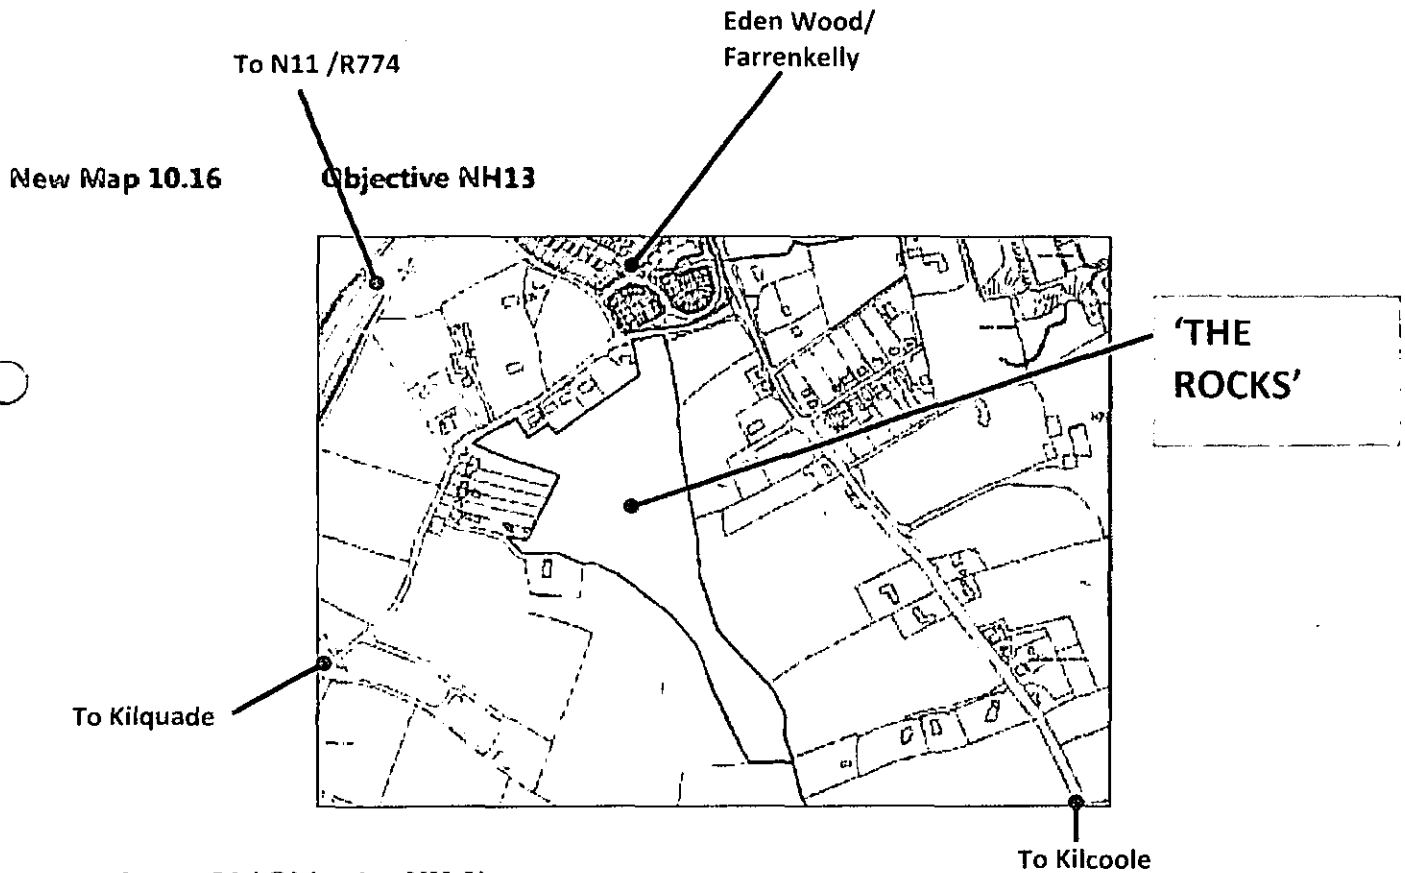 Eden Wood/
Farrenkelly
To N11 /R774
New Map 10.16 Objective NH13
'THE
ROCKS'
To Kilquade
To Kilcoole